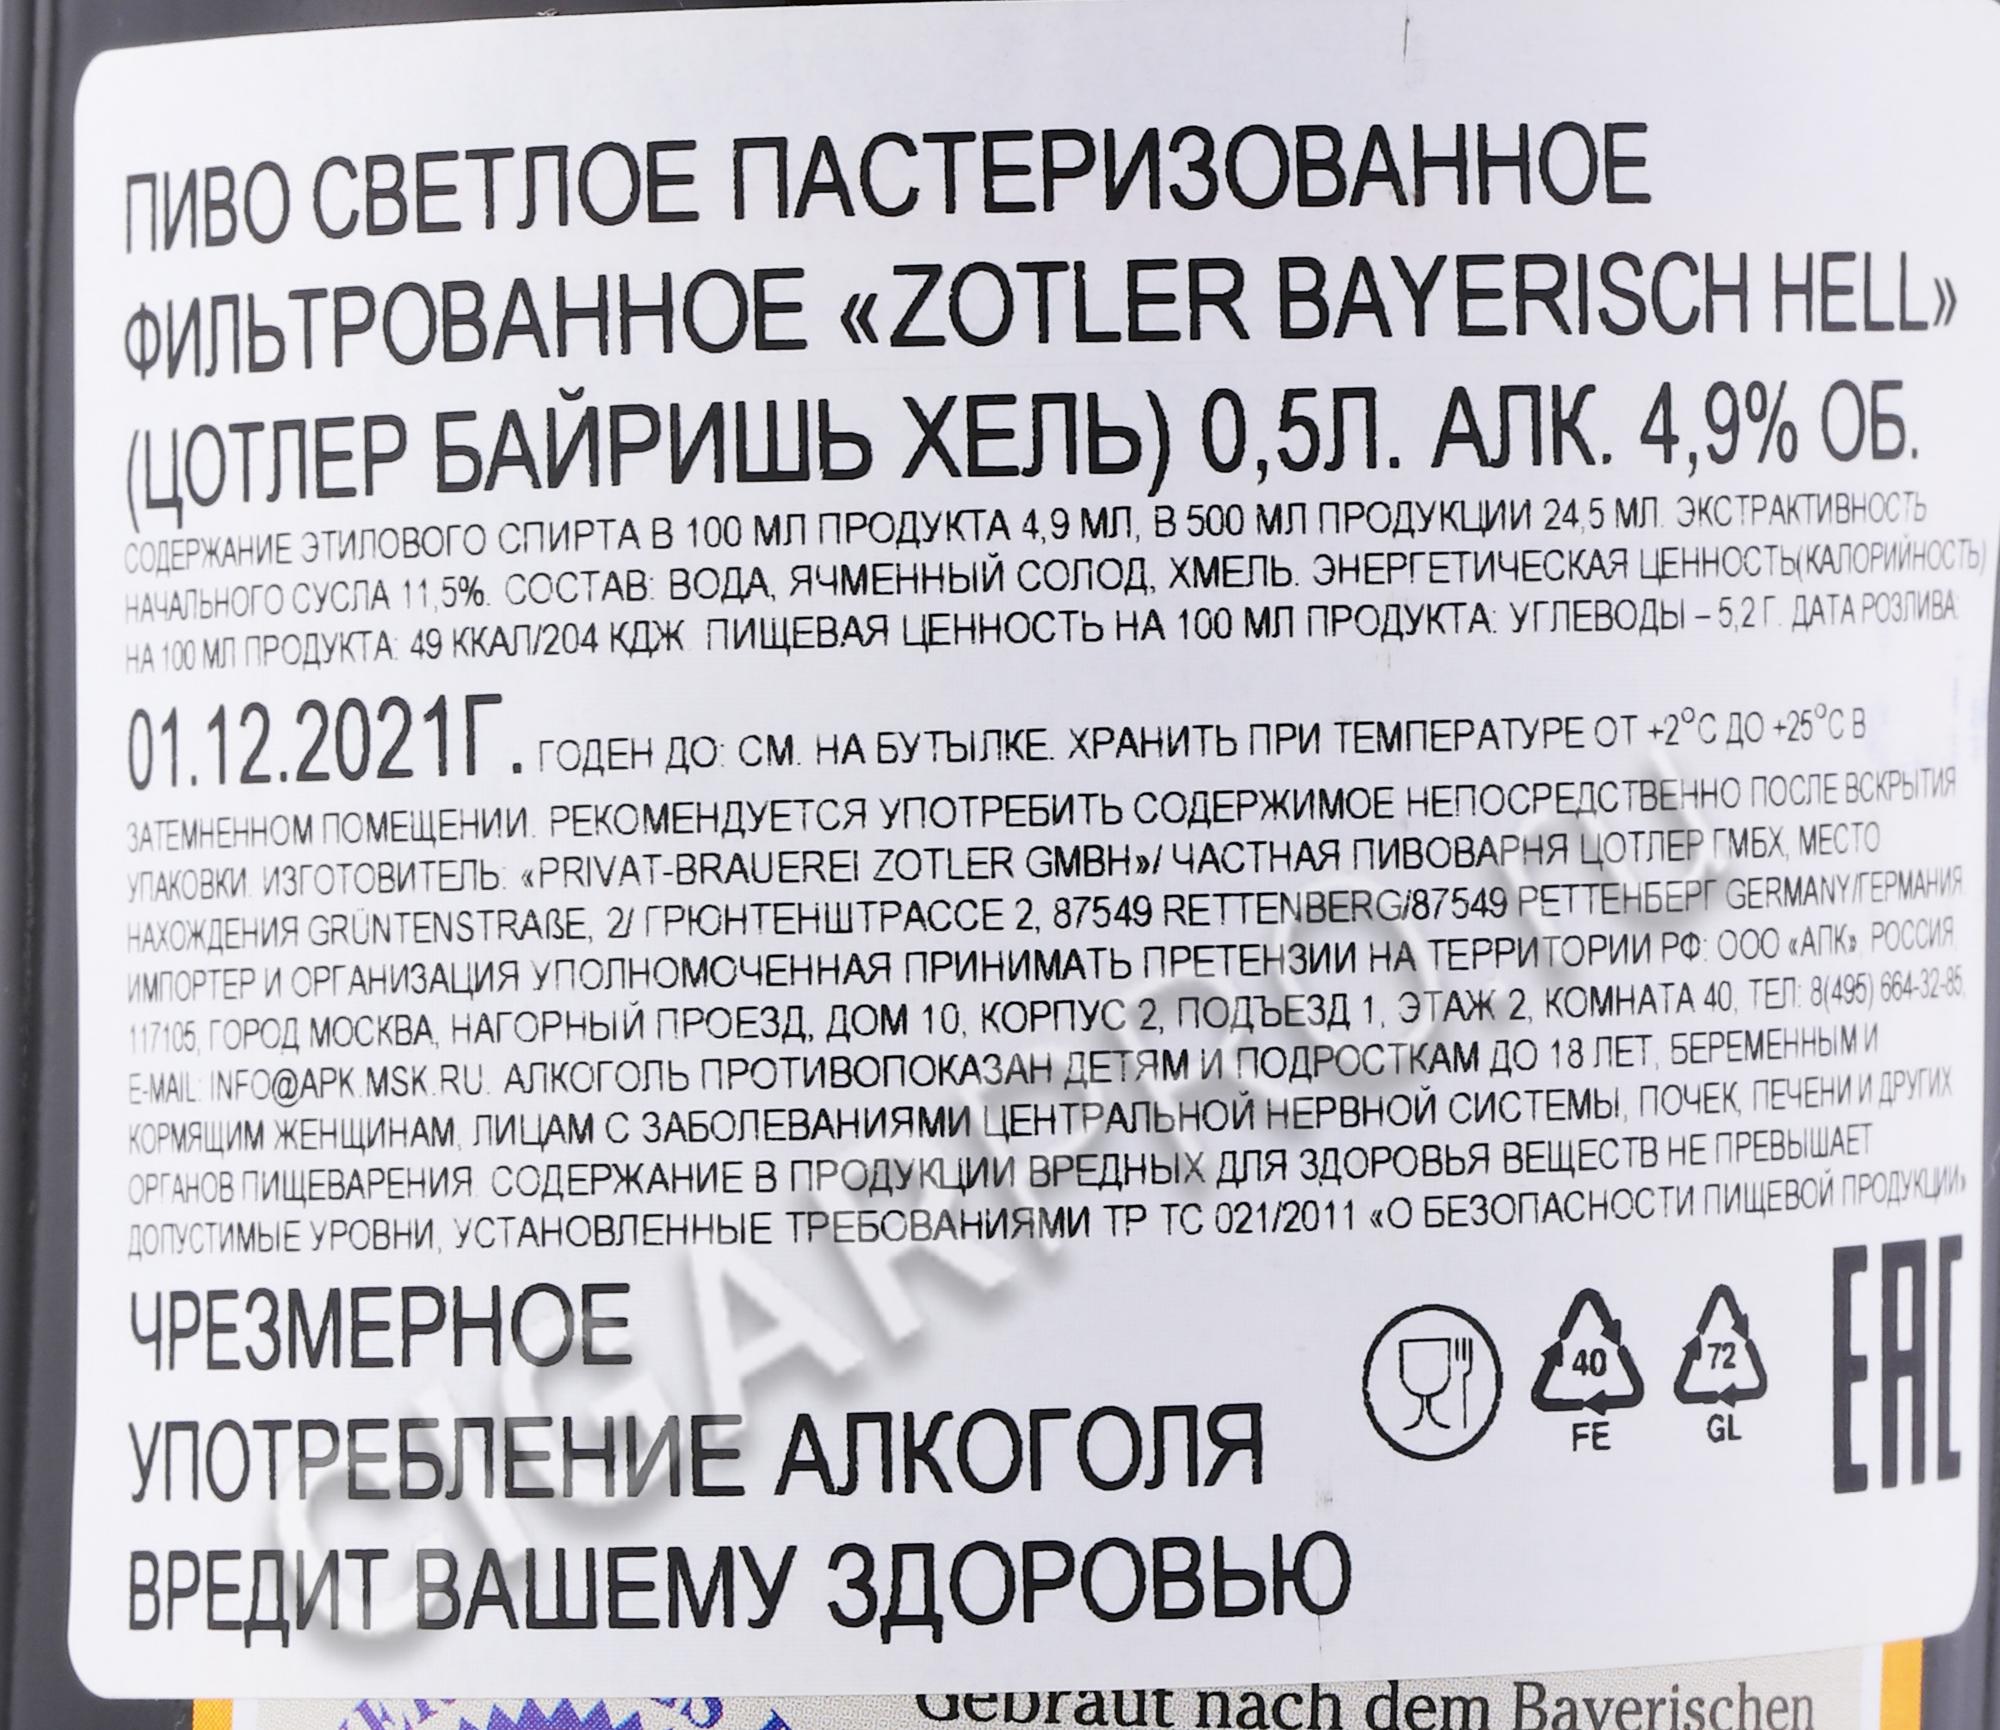 ПИВО СВЕТЛОЕ ПАСТЕРИЗОВАННОЕ
ФИЛЬТРОВАННОЕ «ZOTLER BAYERISCH HELL»
(ЦОТЛЕР БАЙРИШЬ ХЕЛЬ) 0,5Л. АЛК. 4,9% ОБ.
СОДЕРЖАНИЕ ЭТИЛОВОГО СПИРТА В 100 МЛ ПРОДУКТА 4,9 МЛ, В 500 МЛ ПРОДУКЦИИ 24,5 МЛ. ЭКСТРАКТИВНОСТЬ
НАЧАЛЬНОГО СУСЛА 11,5%. СОСТАВ: ВОДА, ЯЧМЕННЫЙ СОЛОД, ХМЕЛЬ. ЭНЕРГЕТИЧЕСКАЯ ЦЕННОСТЬ(КАЛОРИЙНОСТЬ)
НА 100 МЛ ПРОДУКТА: 49 ККАЛ/204 КДЖ. ПИЩЕВАЯ ЦЕННОСТЬ НА 100 МЛ ПРОДУКТА: УГЛЕВОДЫ – 5,2 Г. ДАТА РОЗЛИВА:
01.12.2021Г. ГОДЕН ДО: СМ. НА БУТЫЛКЕ. ХРАНИТЬ ПРИ ТЕМПЕРАТУРЕ ОТ +2°С ДО +25°С В
ЗАТЕМНЕННОМ ПОМЕЩЕНИИ. РЕКОМЕНДУЕТСЯ УПОТРЕБИТЬ СОДЕРЖИМОЕ НЕПОСРЕДСТВЕННО ПОСЛЕ ВСКРЫТИЯ
УПАКОВКИ. ИЗГОТОВИТЕЛЬ: «PRIVAT-BRAUEREI ZOTLER GMBH»/ ЧАСТНАЯ ПИВОВАРНЯ ЦОТЛЕР ГМБХ, МЕСТО
НАХОЖДЕНИЯ GRÜNTENSTRAßE, 2/ ГРЮНТЕНШТРАССЕ 2, 87549 RETTENBERG/87549 РЕТТЕНБЕРГ GERMANY/ГЕРМАНИЯ.
ИМПОРТЕР И ОРГАНИЗАЦИЯ УПОЛНОМОЧЕННАЯ ПРИНИМАТЬ ПРЕТЕНЗИИ НА ТЕРРИТОРИИ РФ: ООО «АПК», РОССИЯ,
117105, ГОРОД МОСКВА, НАГОРНЫЙ ПРОЕЗД, ДОМ 10, КОРПУС 2, ПОДЪЕЗД 1, ЭТАЖ 2, КОМНАТА 40, ТЕЛ: 8(495) 664-32-85,
E-MAIL: INFO@APK.MSK.RU. АЛКОГОЛЬ ПРОТИВОПОКАЗАН ДЕТЯМ И ПОДРОСТКАМ ДО 18 ЛЕТ, БЕРЕМЕННЫМ И
КОРМЯЩИМ ЖЕНЩИНАМ, ЛИЦАМ С ЗАБОЛЕВАНИЯМИ ЦЕНТРАЛЬНОЙ НЕРВНОЙ СИСТЕМЫ, ПОЧЕК, ПЕЧЕНИ И ДРУГИХ
ОРГАНОВ ПИЩЕВАРЕНИЯ. СОДЕРЖАНИЕ В ПРОДУКЦИИ ВРЕДНЫХ ДЛЯ ЗДОРОВЬЯ ВЕЩЕСТВ НЕ ПРЕВЫШАЕТ
ДОПУСТИМЫЕ УРОВНИ, УСТАНОВЛЕННЫЕ ТРЕБОВАНИЯМИ ТР ТС 021/2011 «О БЕЗОПАСНОСТИ ПИЩЕВОЙ ПРОДУКЦИИ»
ЧРЕЗМЕРНОЕ
УПОТРЕБЛЕНИЕ АЛКОГОЛЯ
ВРЕДИТ ВАШЕМУ ЗДОРОВЬЮ
40
FE
72
GL
EAC
CIGARPRO.ru
Gebraut nach dem Bayerischen